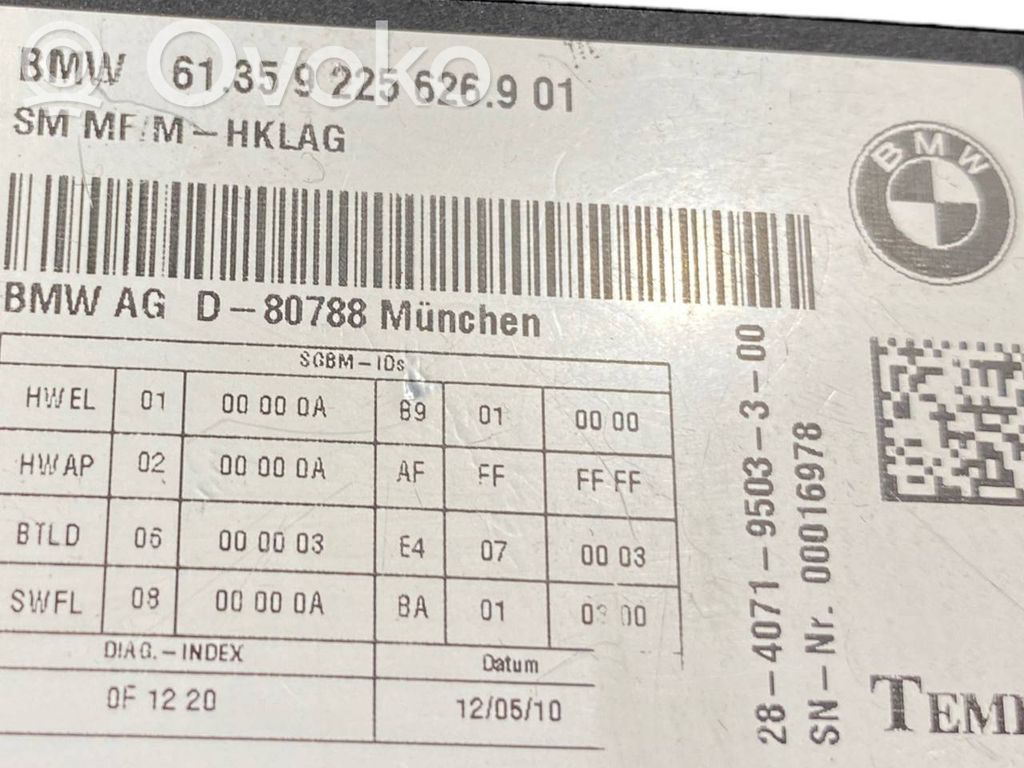 OVOKO
BMW 61.35 9 225 626.9 01
SM MF/M-HKLAG
BMW
BMW AG D-80788 München
SGBM-IDs
HWEL 01 00 00 0A B9 01 00 00
HWAP 02 00 00 0A AF FF FF FF
BTLD 06 00 00 03 E4 07 00 03
SWFL 08 00 00 0A BA 01 03 00
DIAG.-INDEX Datum
0F 12 20 12/05/10
28-4071-9503-3-00
SN-Nr. 00016978